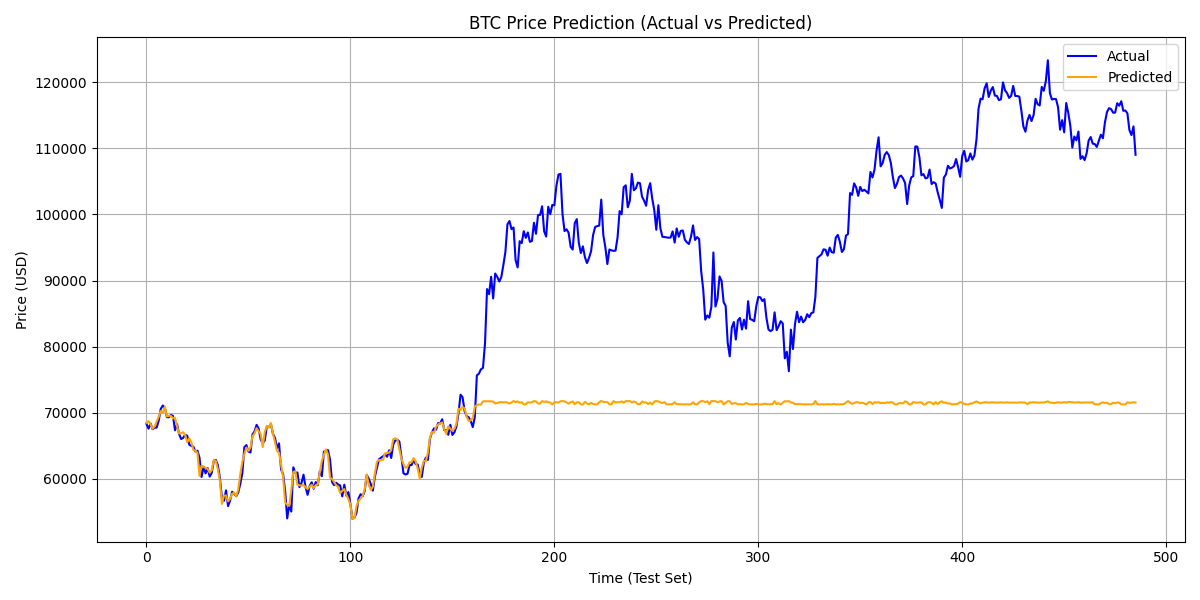 BTC Price Prediction (Actual vs Predicted)
Actual
Predicted
120000
110000
100000
90000
80000
70000
60000
Price (USD)
0 100 200 300 400 500
Time (Test Set)